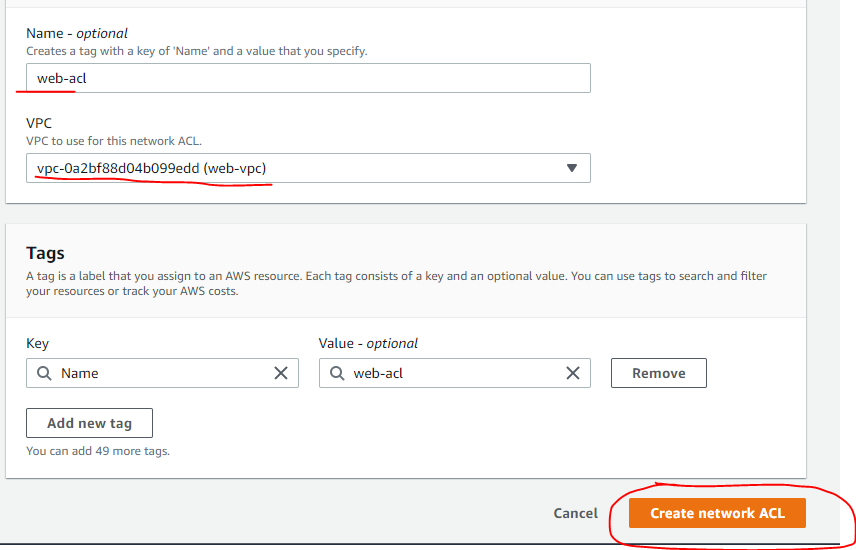 Name - optional
Creates a tag with a key of 'Name' and a value that you specify.
web-acl
VPC
VPC to use for this network ACL.
vpc-0a2bf88d04b099edd (web-vpc)
Tags
A tag is a label that you assign to an AWS resource. Each tag consists of a key and an optional value. You can use tags to search and filter
your resources or track your AWS costs.
Key
Value - optional
Name
web-acl
Remove
Add new tag
You can add 49 more tags.
Cancel
Create network ACL